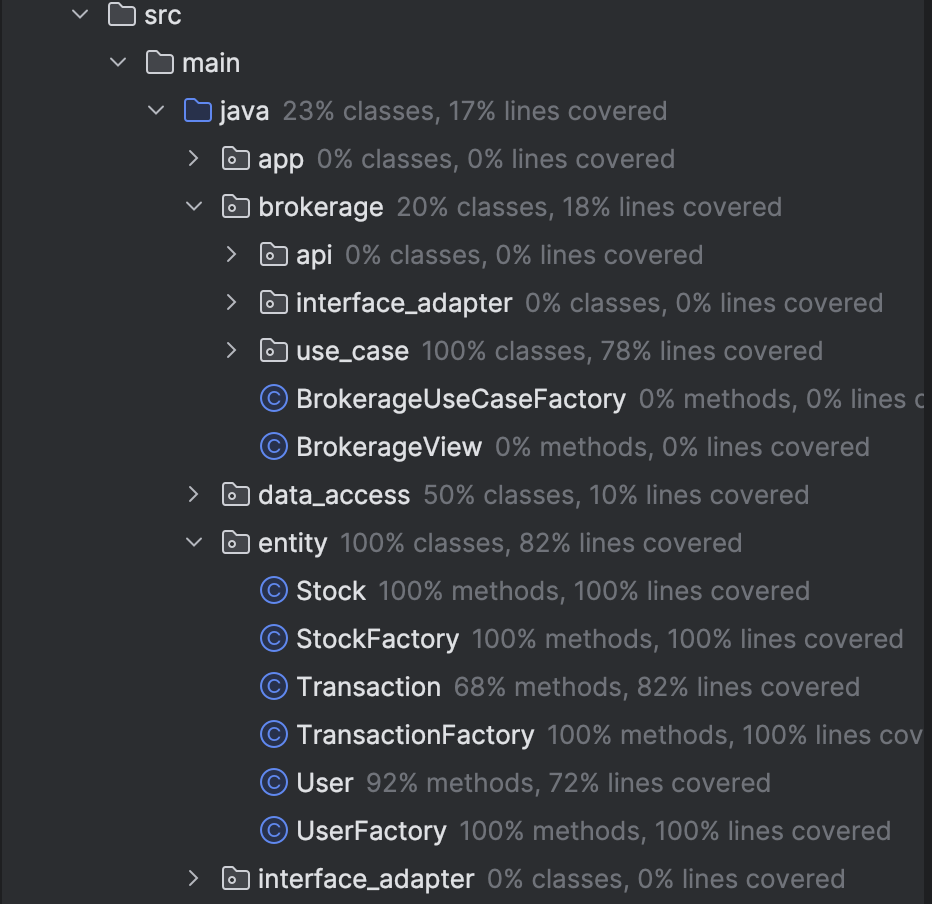 src
main
java 23% classes, 17% lines covered
app 0% classes, 0% lines covered
brokerage 20% classes, 18% lines covered
api 0% classes, 0% lines covered
interface_adapter 0% classes, 0% lines covered
use_case 100% classes, 78% lines covered
BrokerageUseCaseFactory 0% methods, 0% lines c
BrokerageView 0% methods, 0% lines covered
data_access 50% classes, 10% lines covered
entity 100% classes, 82% lines covered
Stock 100% methods, 100% lines covered
StockFactory 100% methods, 100% lines covered
Transaction 68% methods, 82% lines covered
TransactionFactory 100% methods, 100% lines cov
User 92% methods, 72% lines covered
UserFactory 100% methods, 100% lines covered
interface_adapter 0% classes, 0% lines covered